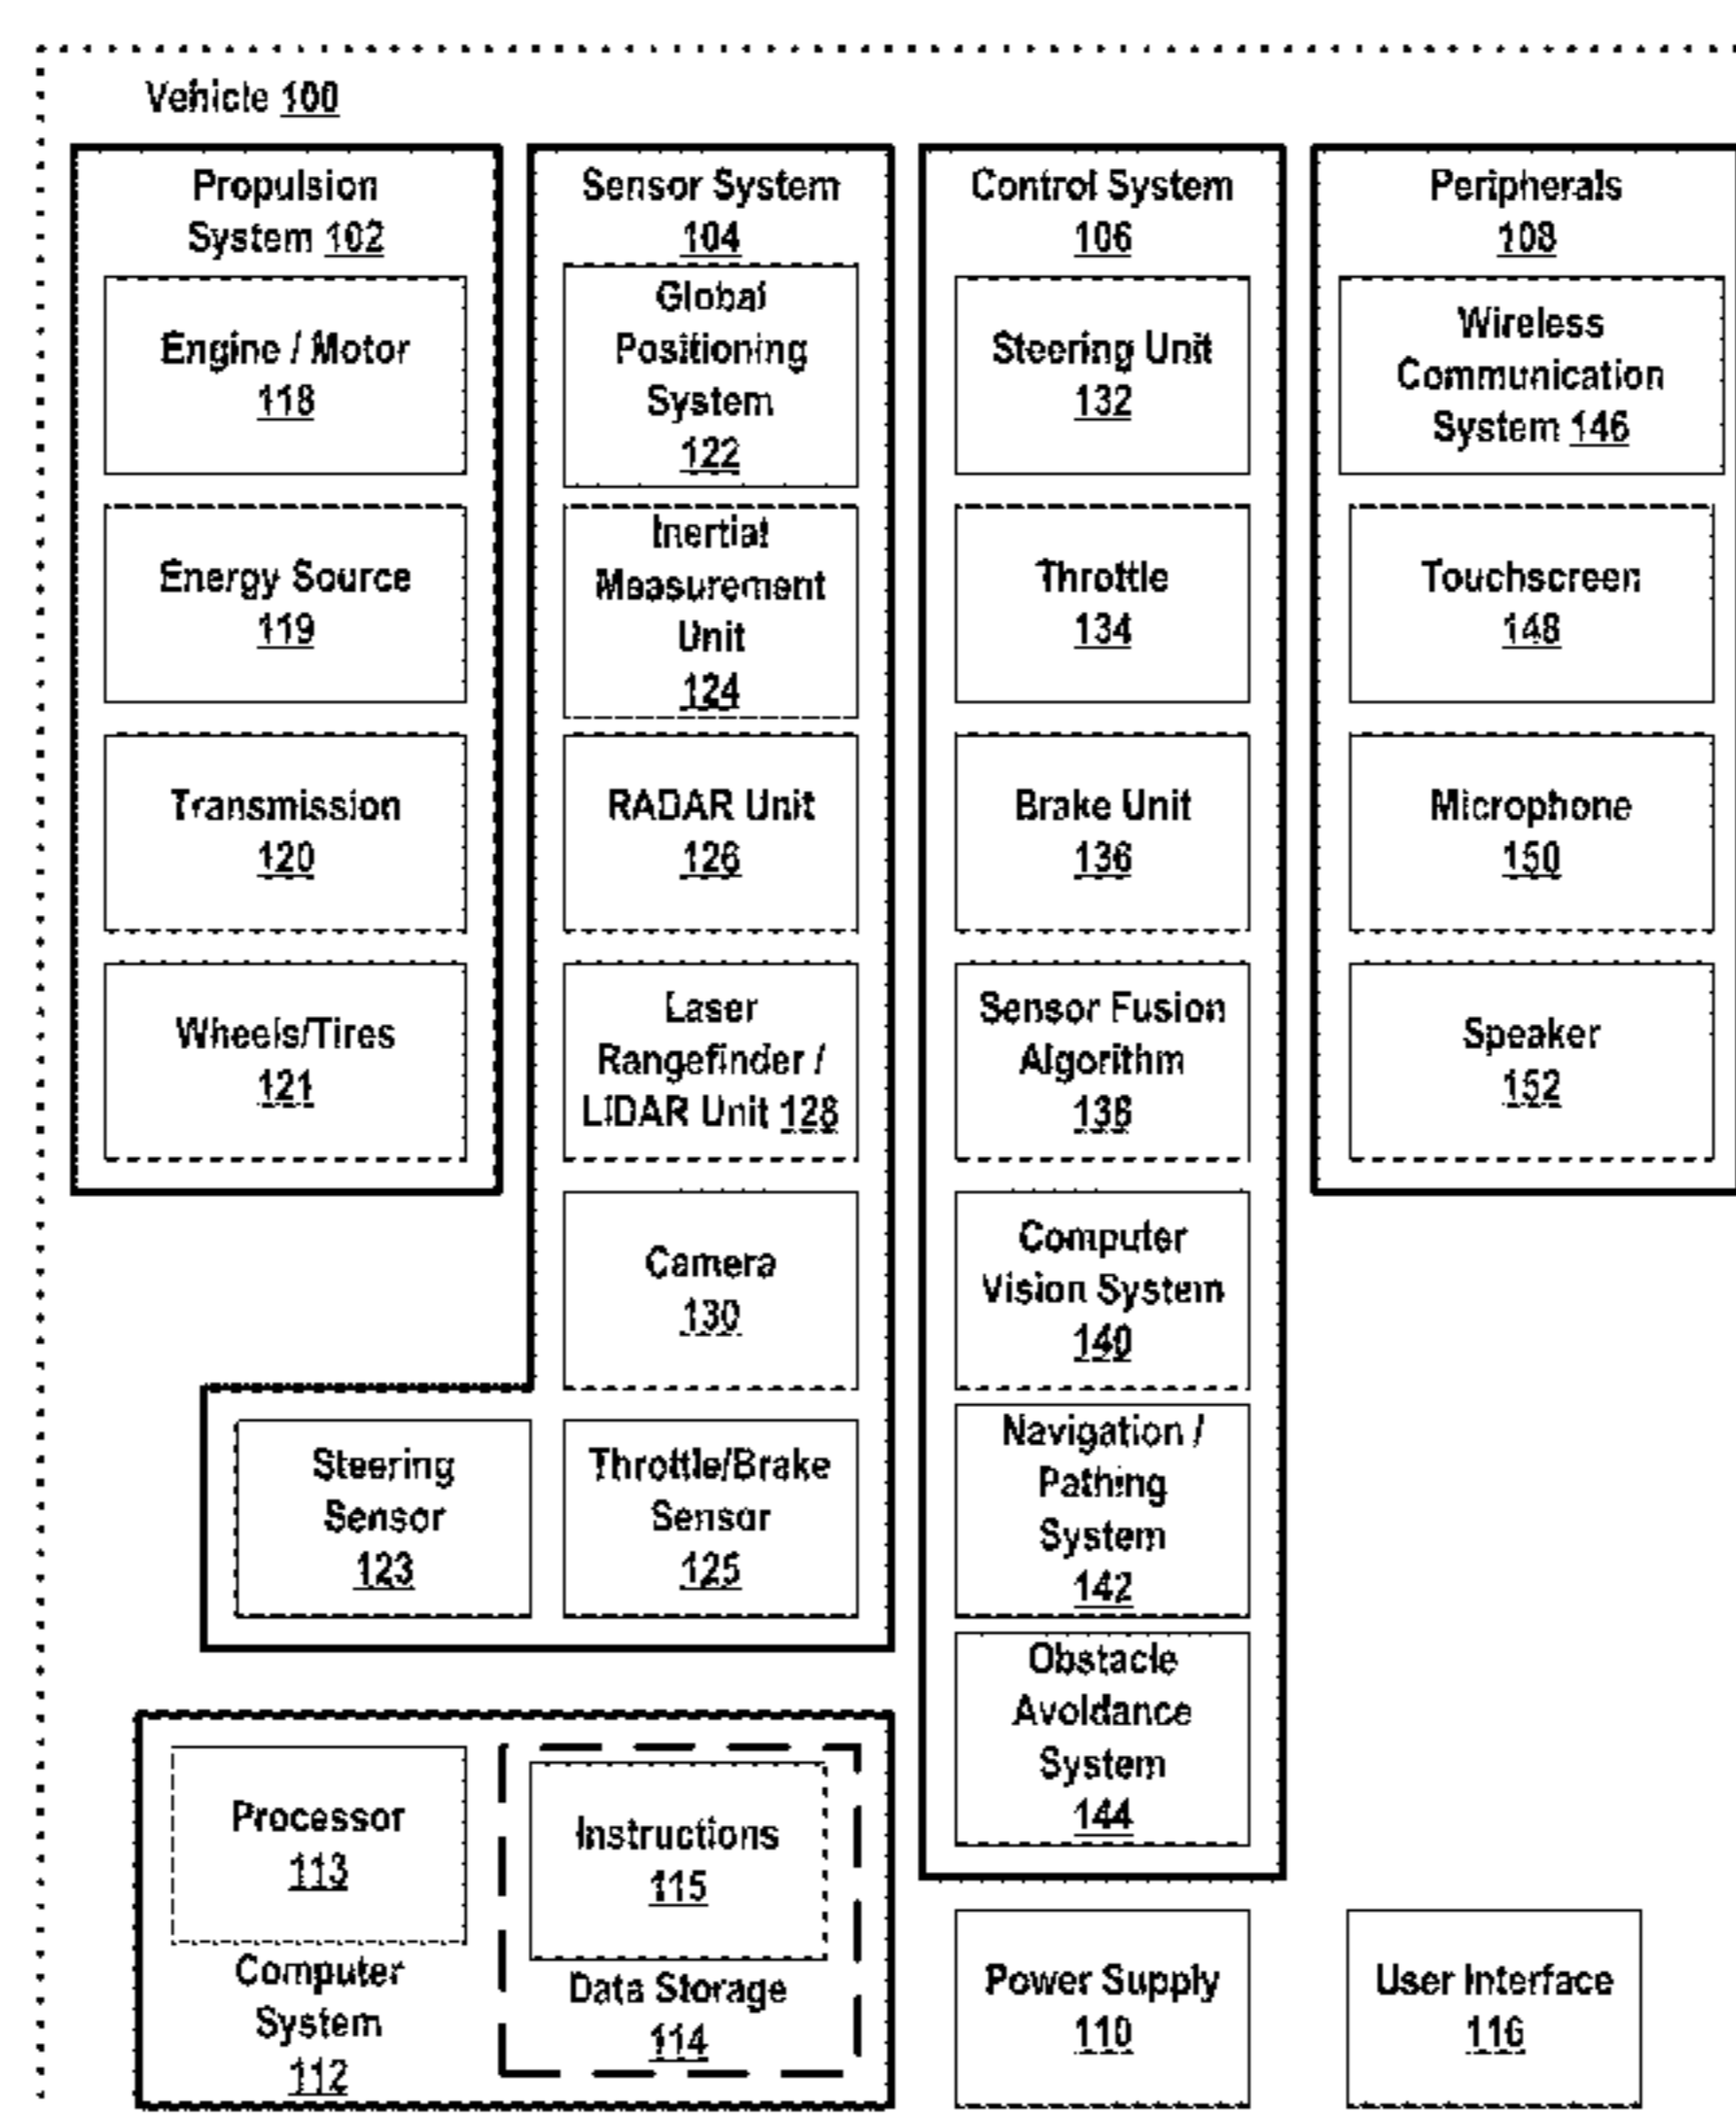 Vehicle 100
Propulsion
System 102
Engine / Motor
118
Energy Source
119
Transmission
120
Wheels/Tires
121
Sensor System
104
Global
Positioning
System
122
Inertial
Measurement
Unit
124
RADAR Unit
126
Laser
Rangefinder /
LIDAR Unit 128
Camera
130
Steering
Sensor
123
Throttle/Brake
Sensor
125
Control System
106
Steering Unit
132
Throttle
134
Brake Unit
136
Sensor Fusion
Algorithm
138
Computer
Vision System
140
Navigation /
Pathing
System
142
Obstacle
Avoidance
System
144
Peripherals
108
Wireless
Communication
System 146
Touchscreen
148
Microphone
150
Speaker
152
Processor
113
Computer
System
112
Instructions
115
Data Storage
114
Power Supply
110
User Interface
116